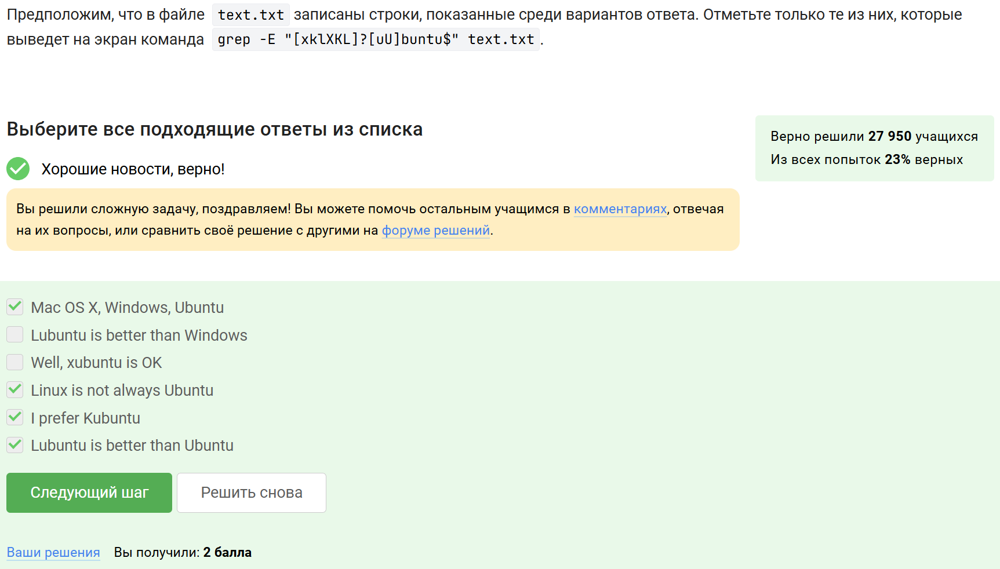 Предположим, что в файле text.txt записаны строки, показанные среди вариантов ответа. Отметьте только те из них, которые
выведет на экран команда grep -E "[xklXKL]?[uU]buntu$" text.txt.
Выберите все подходящие ответы из списка
Верно решили 27 950 учащихся
Из всех попыток 23% верных
Хорошие новости, верно!
Вы решили сложную задачу, поздравляем! Вы можете помочь остальным учащимся в комментариях, отвечая
на их вопросы, или сравнить своё решение с другими на форуме решений.
Mac OS X, Windows, Ubuntu
Lubuntu is better than Windows
Well, xubuntu is OK
Linux is not always Ubuntu
I prefer Kubuntu
Lubuntu is better than Ubuntu
Следующий шаг Решить снова
Ваши решения Вы получили: 2 балла